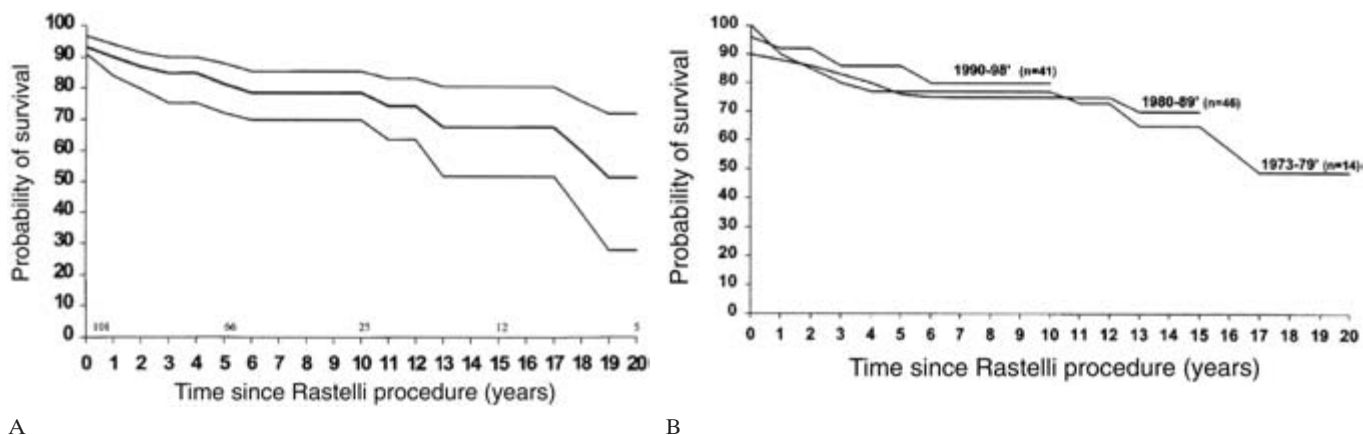 Probability of survival
100
90
80
70
60
50
40
30
20
10
0
101 66 25 12 5
0 1 2 3 4 5 6 7 8 9 10 11 12 13 14 15 16 17 18 19 20
Time since Rastelli procedure (years)
A
Probability of survival
100
90
80
70
60
50
40
30
20
10
0
1990-98' (n=41)
1980-89' (n=46)
1973-79' (n=14)
0 1 2 3 4 5 6 7 8 9 10 11 12 13 14 15 16 17 18 19 20
Time since Rastelli procedure (years)
B